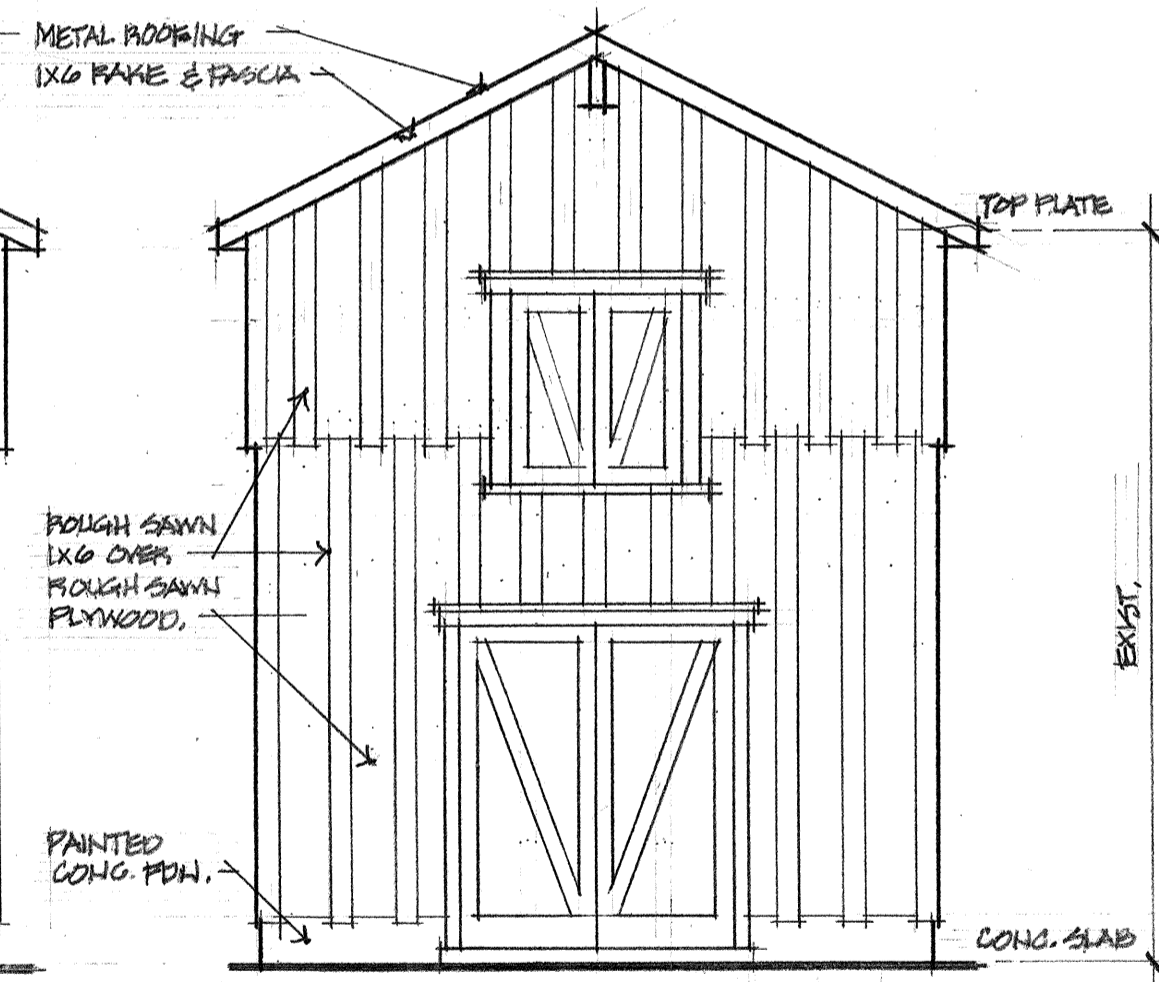 METAL ROOFING
1X6 RAKE & FASCIA
TOP PLATE
ROUGH SAWN
1X6 OVER
ROUGH SAWN
PLYWOOD.
EXIST.
PAINTED
CONC. FDN.
CONC. SLAB